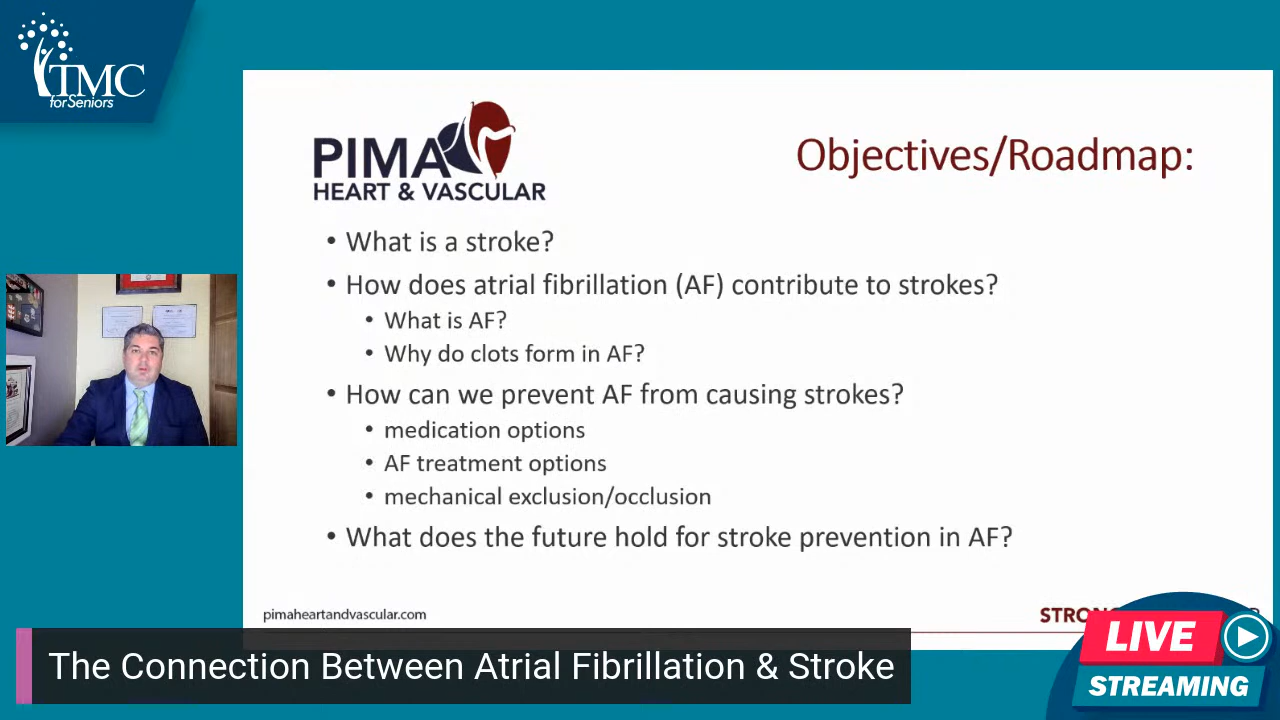 TMC
for Seniors
PIMA
HEART & VASCULAR
Objectives/Roadmap:
• What is a stroke?
• How does atrial fibrillation (AF) contribute to strokes?
• What is AF?
• Why do clots form in AF?
• How can we prevent AF from causing strokes?
• medication options
• AF treatment options
• mechanical exclusion/occlusion
• What does the future hold for stroke prevention in AF?
pimaheartandvascular.com
The Connection Between Atrial Fibrillation & Stroke
LIVE
STREAMING